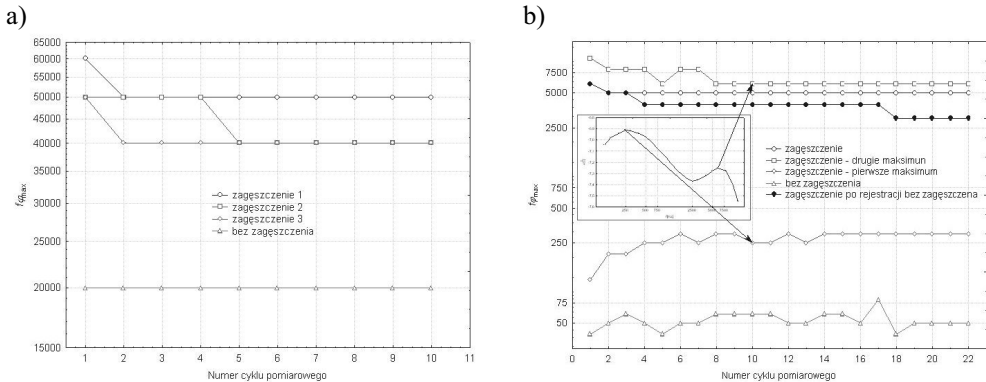 a)
b)
65000
60000
55000
50000
45000
40000
35000
30000
25000
20000
15000
fφmax
zagęszczenie 1
zagęszczenie 2
zagęszczenie 3
bez zagęszczenia
1 2 3 4 5 6 7 8 9 10 11
Numer cyklu pomiarowego
7500
5000
2500
750
500
250
75
50
fφmax
zagęszczenie
zagęszczenie - drugie maksimun
zagęszczenie - pierwsze maksimum
bez zagęszczenia
zagęszczenie po rejestracji bez zagęszczena
0 2 4 6 8 10 12 14 16 18 20 22
Numer cyklu pomiarowego